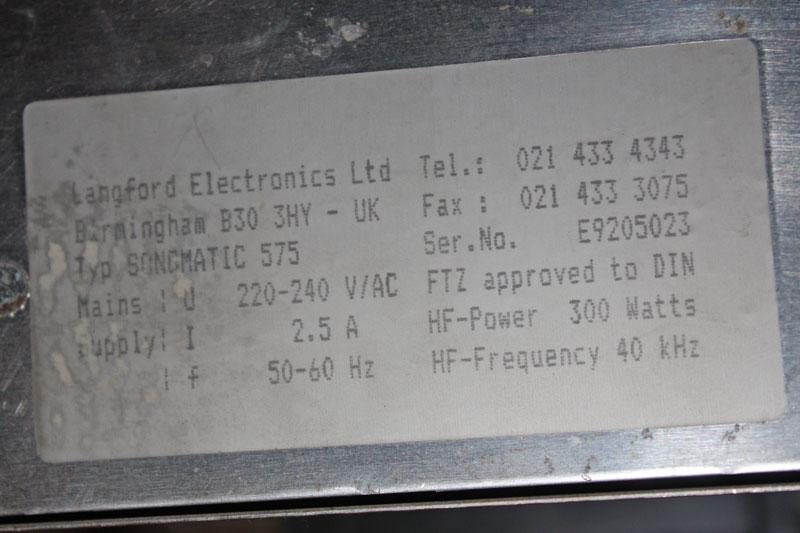 Langford Electronics Ltd Tel.: 021 433 4343
Birmingham B30 3HY - UK Fax : 021 433 3075
Typ SONOMATIC 575 Ser.No. E9205023
Mains ¦ U 220-240 V/AC FTZ approved to DIN
Supply¦ I 2.5 A HF-Power 300 Watts
¦ f 50-60 Hz HF-Frequency 40 kHz